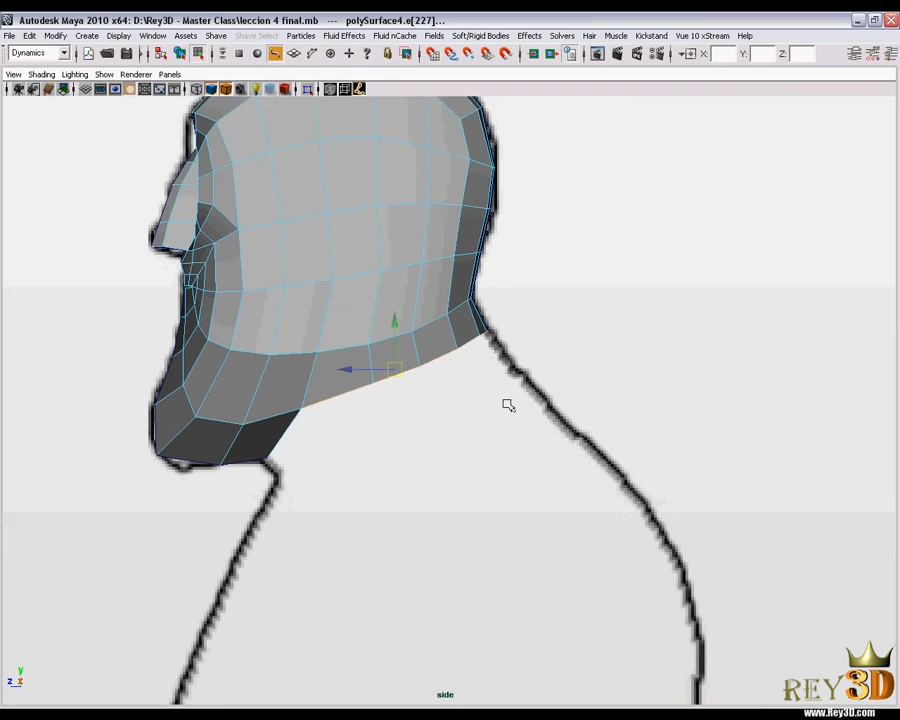 Autodesk Maya 2010 x64: D:\Rey3D - Master Class\leccion 4 final.mb --- polySurface4.e[227]...
File Edit Modify Create Display Window Assets Share Share Select Particles Fluid Effects Fluid nCache Fields Soft/Rigid Bodies Effects Solvers Hair Muscle Kickstand Vue 10 xStream Help
Dynamics X: Y: Z:
View Shading Lighting Show Renderer Panels
y
z x
side
REY3D
www.Rey3D.com